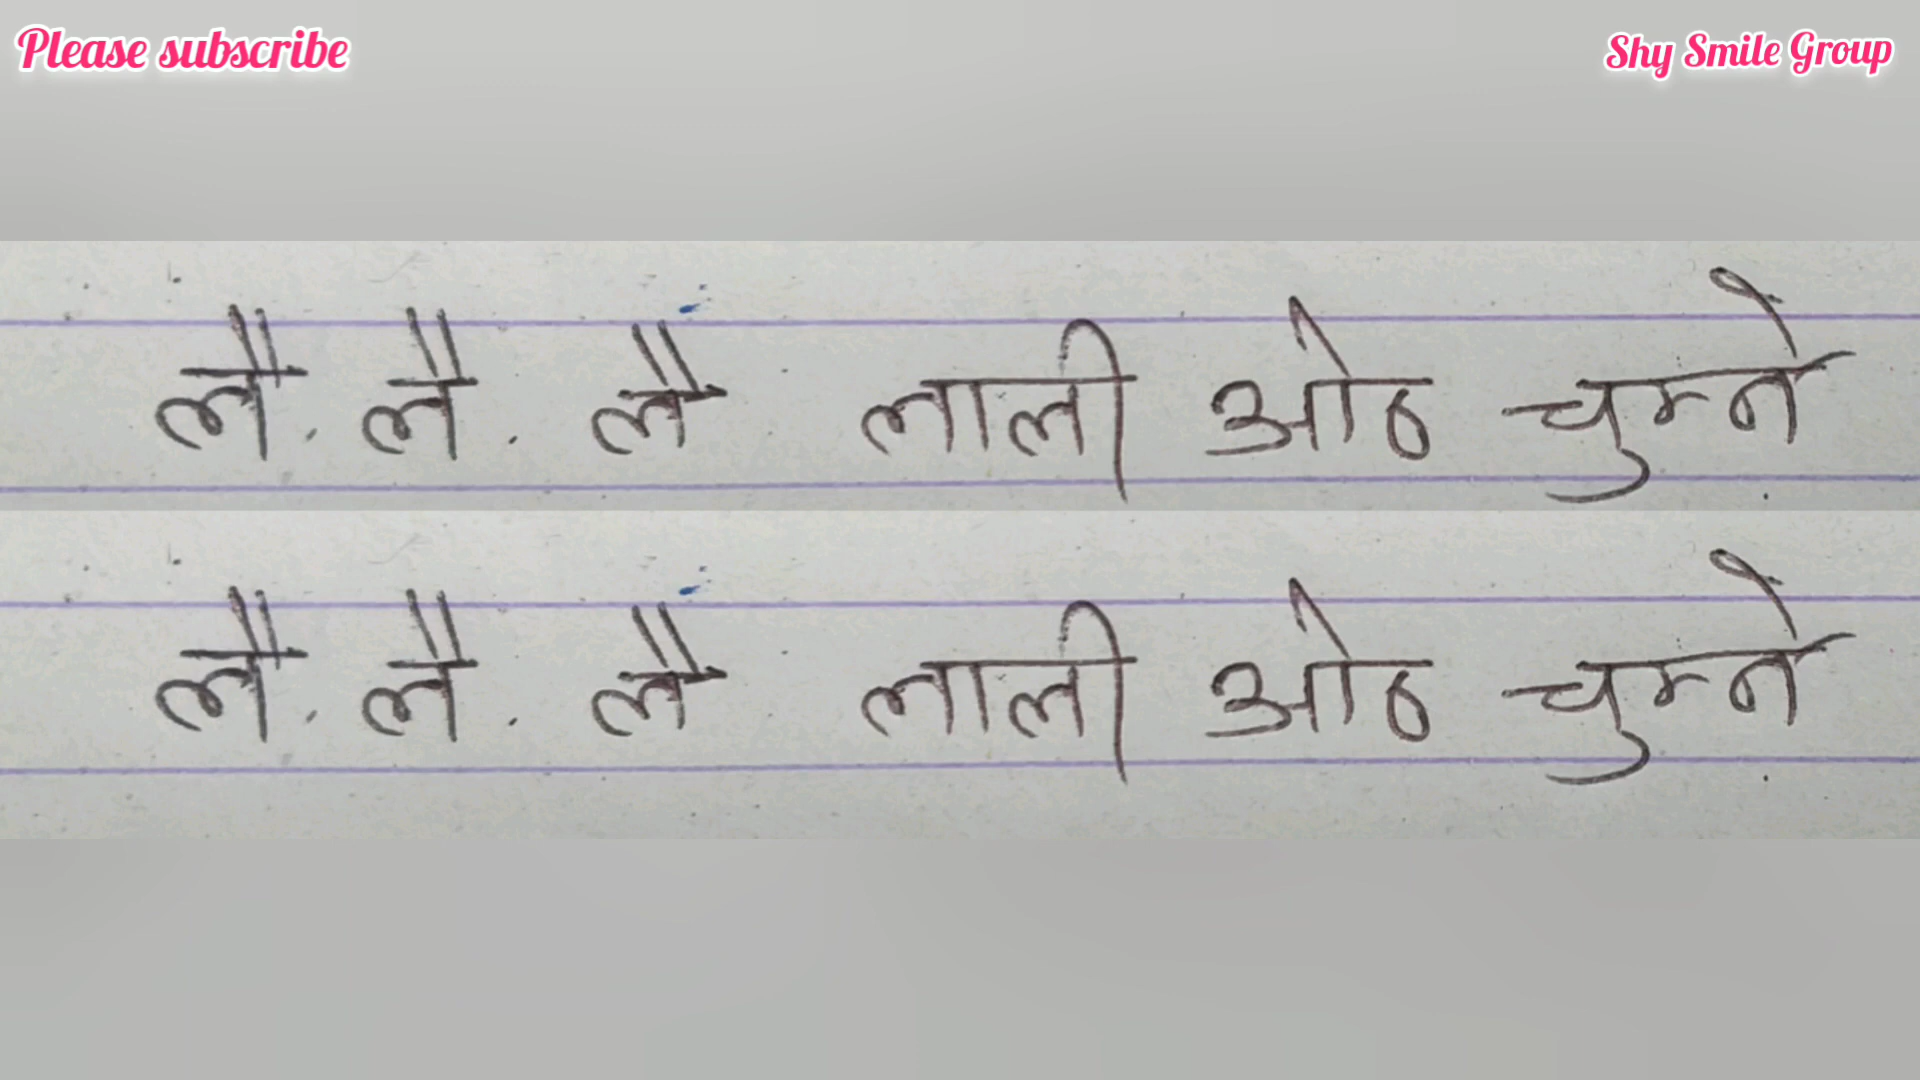 Please subscribe
Shy Smile Group
लै. लै. लै लाली ओठ चुम्ने
लै. लै. लै लाली ओठ चुम्ने